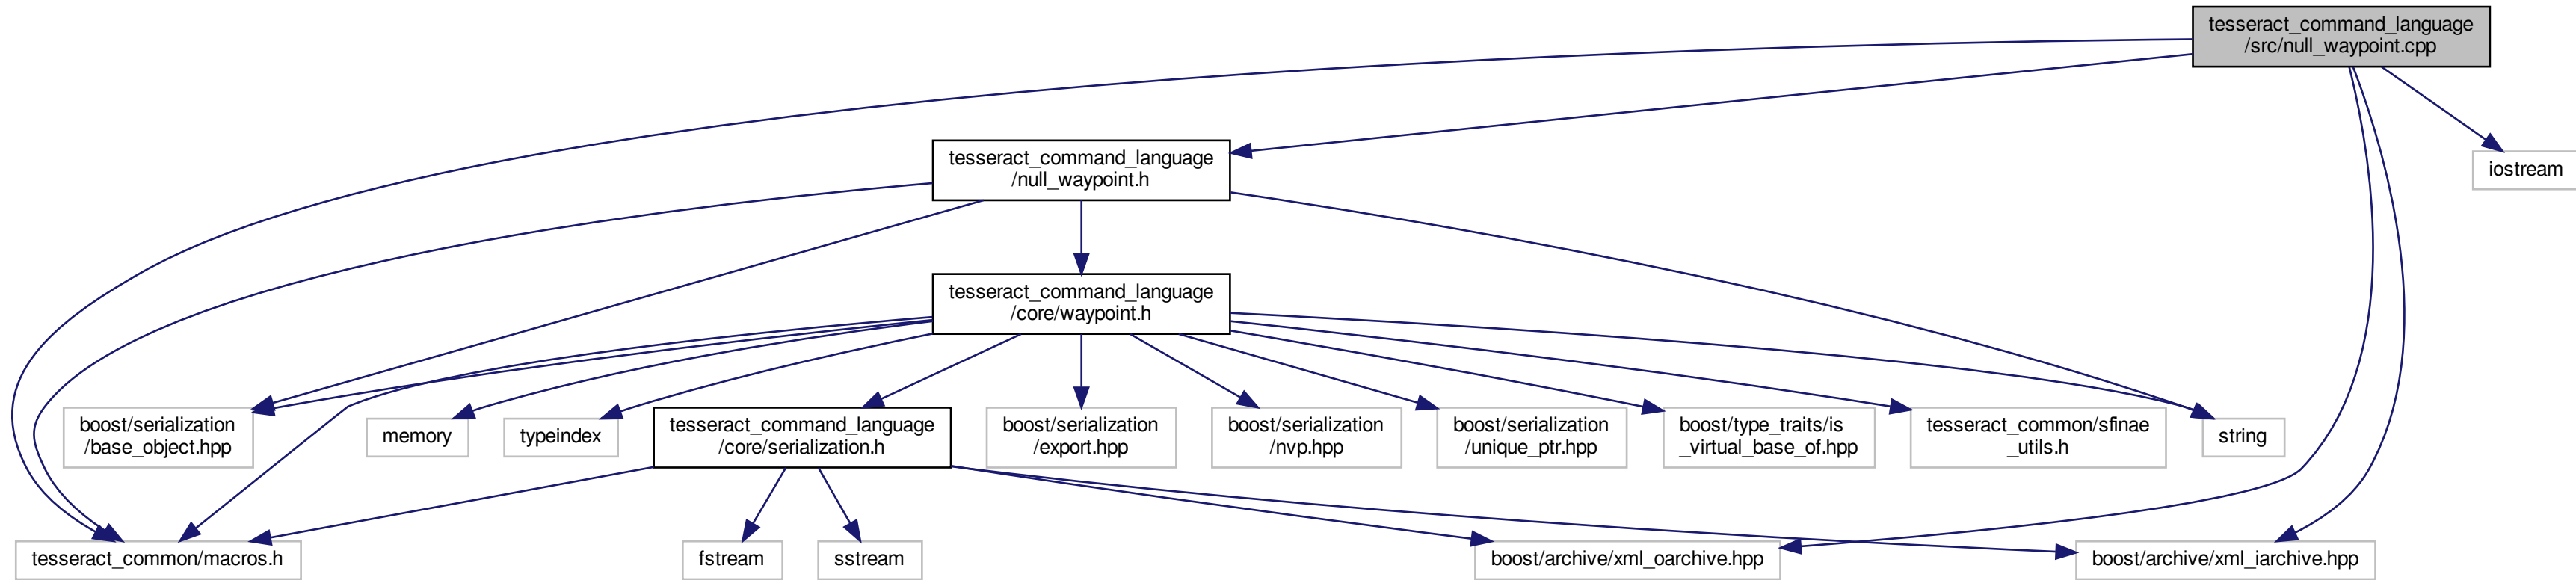 tesseract_command_language
/src/null_waypoint.cpp
tesseract_command_language
/null_waypoint.h
iostream
tesseract_command_language
/core/waypoint.h
boost/serialization
/base_object.hpp
memory
typeindex
tesseract_command_language
/core/serialization.h
boost/serialization
/export.hpp
boost/serialization
/nvp.hpp
boost/serialization
/unique_ptr.hpp
boost/type_traits/is
_virtual_base_of.hpp
tesseract_common/sfinae
_utils.h
string
tesseract_common/macros.h
fstream
sstream
boost/archive/xml_oarchive.hpp
boost/archive/xml_iarchive.hpp